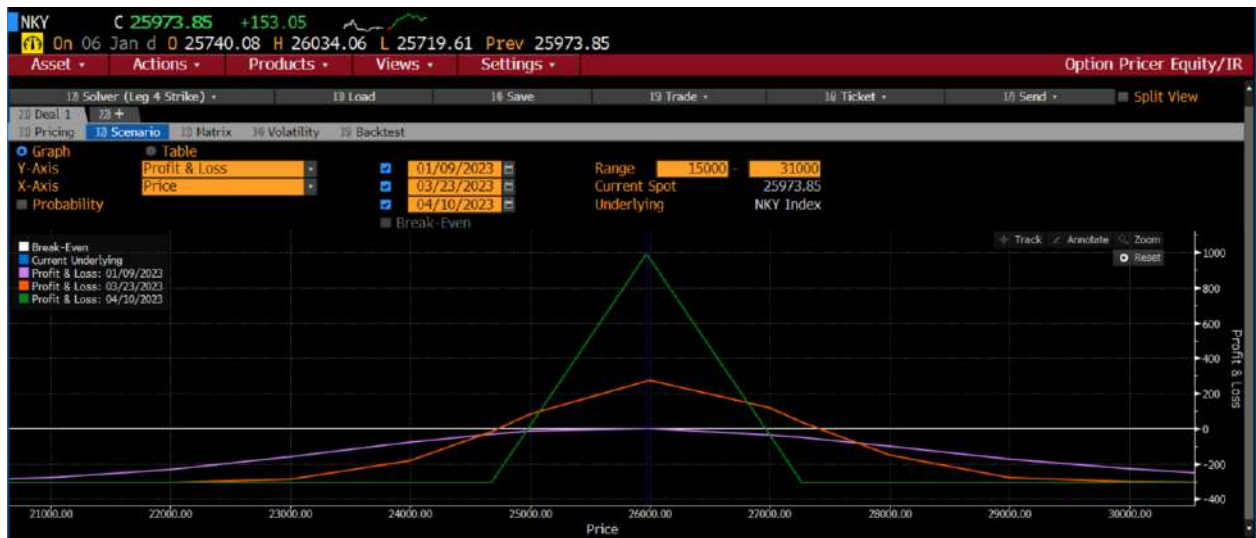 NKY C 25973.85 +153.05
On 06 Jan d O 25740.08 H 26034.06 L 25719.61 Prev 25973.85
Asset Actions Products Views Settings Option Pricer Equity/IR
Solver (Leg 4 Strike) Load Save Trade Ticket Send Split View
Deal 1 +
Pricing Scenario Matrix Volatility Backtest
Graph Table
Y-Axis Profit & Loss 01/09/2023 Range 15000 - 31000
X-Axis Price 03/23/2023 Current Spot 25973.85
Probability 04/10/2023 Underlying NKY Index
Break-Even
Track Annotate Zoom
Reset
Break-Even
Current Underlying
Profit & Loss: 01/09/2023
Profit & Loss: 03/23/2023
Profit & Loss: 04/10/2023
1000
800
600
400
200
0
-200
-400
Profit & Loss
21000.00 22000.00 23000.00 24000.00 25000.00 26000.00 27000.00 28000.00 29000.00 30000.00
Price